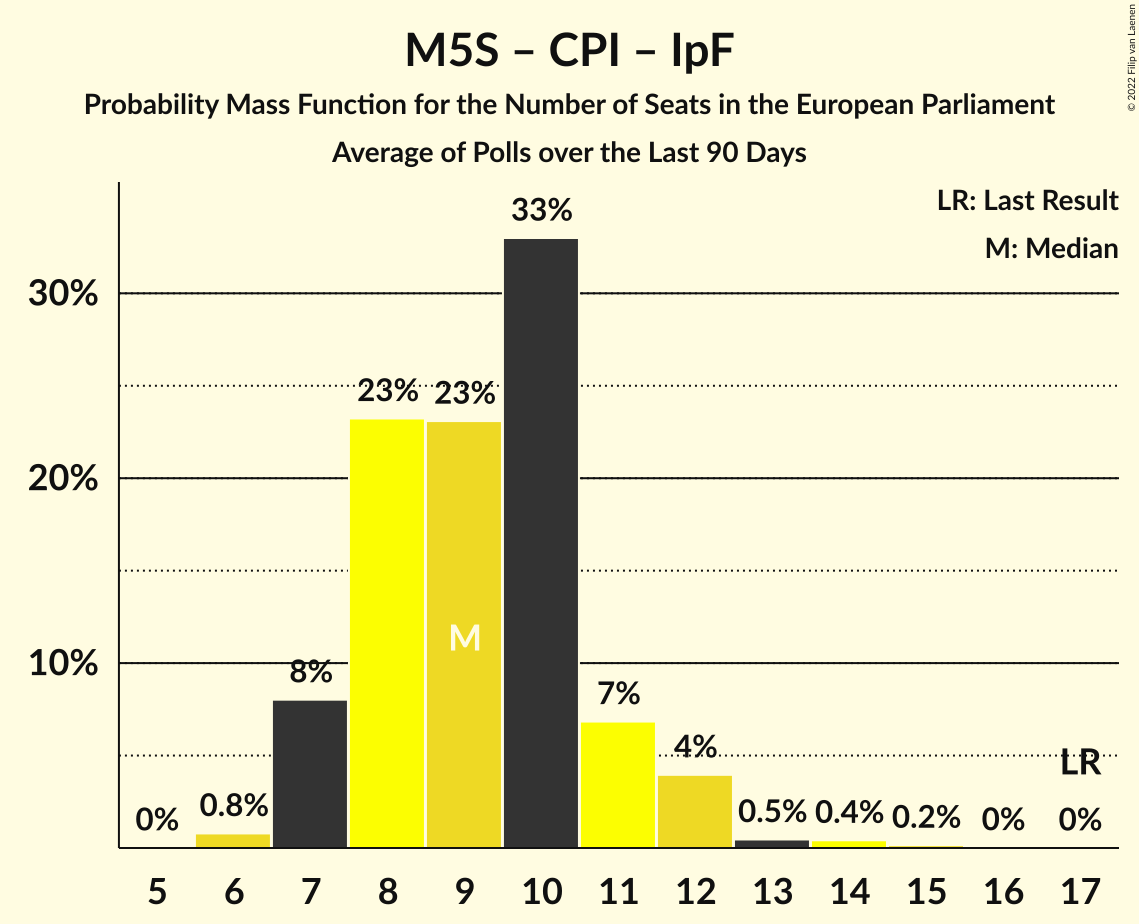 M5S – CPI – IpF
Probability Mass Function for the Number of Seats in the European Parliament
Average of Polls over the Last 90 Days
© 2022 Filip van Laenen
LR: Last Result
M: Median
30%
20%
10%
0%
0.8%
8%
23%
23%
33%
7%
4%
0.5%
0.4%
0.2%
0%
0%
M
LR
5 6 7 8 9 10 11 12 13 14 15 16 17